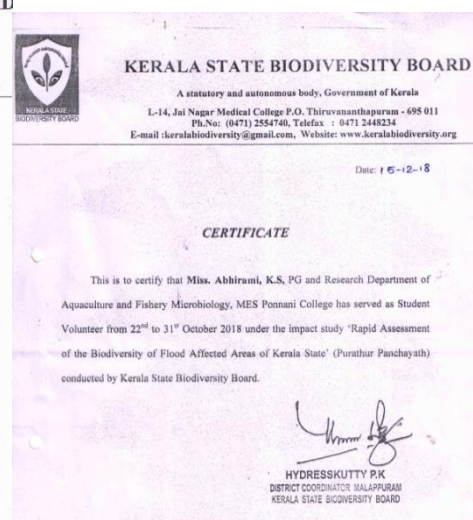 KERALA STATE BIODIVERSITY BOARD
A statutory and autonomous body, Government of Kerala
L-14, Jai Nagar Medical College P.O. Thiruvananthapuram - 695 011
Ph.No: (0471) 2554740, Telefax : 0471 2448234
E-mail :keralabiodiversity@gmail.com, Website: www.keralabiodiversity.org
KERALA STATE
BIODIVERSITY BOARD
Date: 15-12-18
CERTIFICATE
This is to certify that Miss. Abhirami, K.S, PG and Research Department of
Aquaculture and Fishery Microbiology, MES Ponnani College has served as Student
Volunteer from 22nd to 31st October 2018 under the impact study 'Rapid Assessment
of the Biodiversity of Flood Affected Areas of Kerala State' (Purathur Panchayath)
conducted by Kerala State Biodiversity Board.
HYDRESSKUTTY P.K
DISTRICT COORDINATOR MALAPPURAM
KERALA STATE BIODIVERSITY BOARD